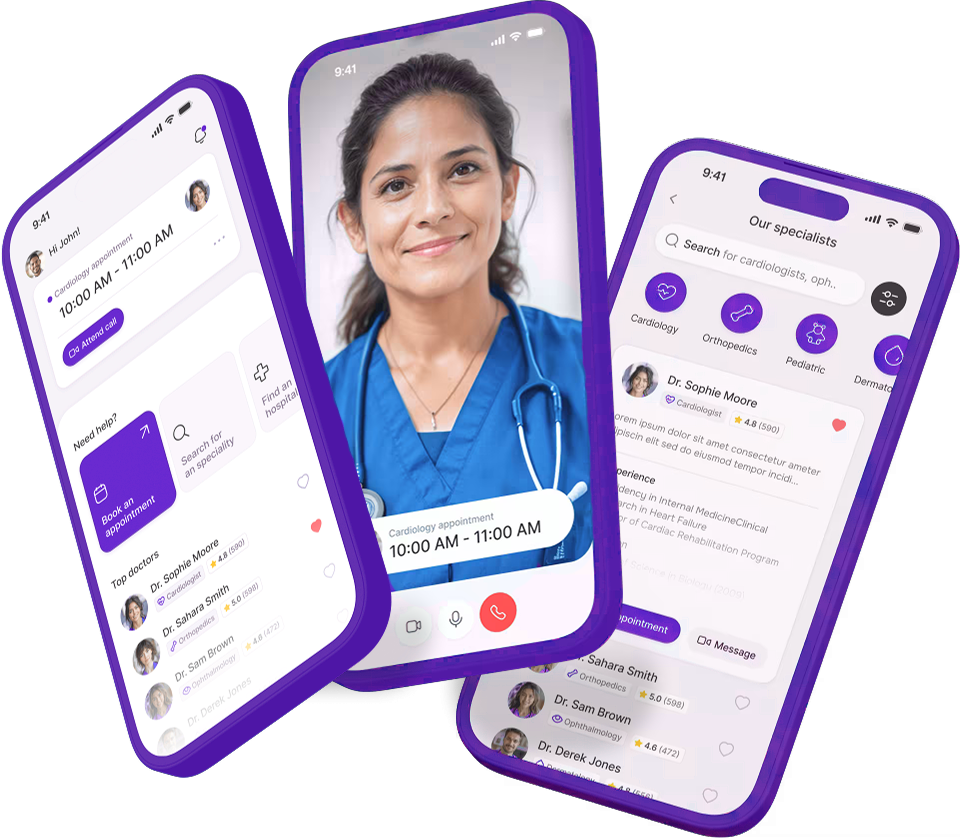 9:41
Hi John!
Cardiology appointment
10:00 AM - 11:00 AM
Attend call
Need help?
Book an
appointment
Search for
an speciality
Find an
hospital
Top doctors
Dr. Sophie Moore
Cardiologist 4.8 (590)
Dr. Sahara Smith
Orthopedics 5.0 (598)
Dr. Sam Brown
Ophthalmology 4.6 (472)
Dr. Derek Jones
9:41
Cardiology appointment
10:00 AM - 11:00 AM
9:41
Our specialists
Search for cardiologists, oph..
Cardiology
Orthopedics
Pediatric
Dermato
Dr. Sophie Moore
Cardiologist 4.8 (590)
orem ipsum dolor sit amet consectetur ameter
dipiscin elit sed do eiusmod tempor incidi...
perience
idency in Internal MedicineClinical
arch in Heart Failure
or of Cardiac Rehabilitation Program
of Science in Biology (2009)
ppointment
Message
Dr. Sahara Smith
Orthopedics 5.0 (598)
Dr. Sam Brown
Ophthalmology 4.6 (472)
Dr. Derek Jones
Dermatology 4.8